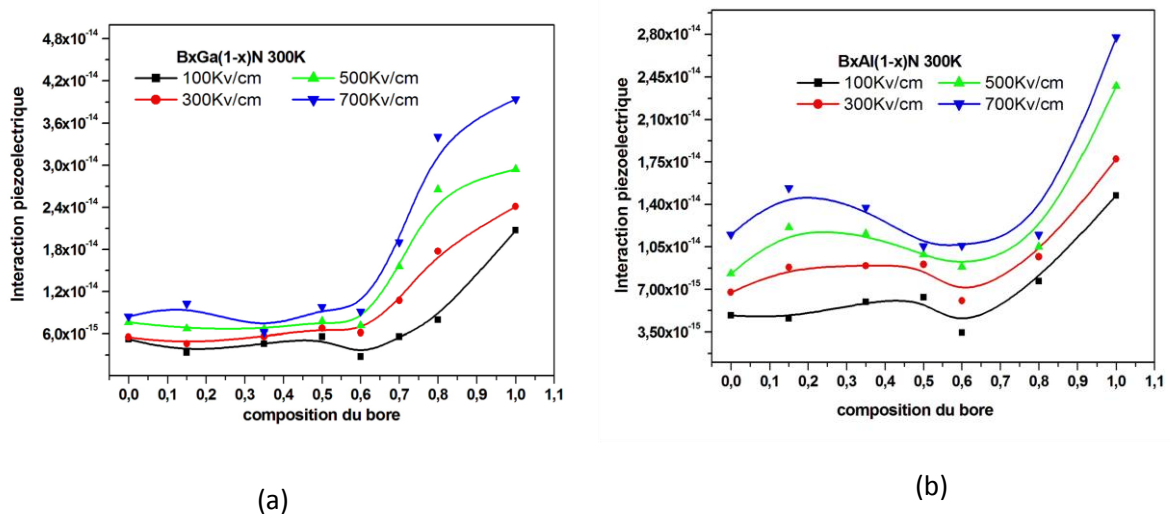 BxGa(1-x)N 300K
100Kv/cm 500Kv/cm
300Kv/cm 700Kv/cm
Interaction piezoelectrique
4,8x10⁻¹⁴
4,2x10⁻¹⁴
3,6x10⁻¹⁴
3,0x10⁻¹⁴
2,4x10⁻¹⁴
1,8x10⁻¹⁴
1,2x10⁻¹⁴
6,0x10⁻¹⁵
0,0 0,1 0,2 0,3 0,4 0,5 0,6 0,7 0,8 0,9 1,0 1,1
composition du bore
(a)
BxAl(1-x)N 300K
100Kv/cm 500Kv/cm
300Kv/cm 700Kv/cm
Interaction piezoelectrique
2,80x10⁻¹⁴
2,45x10⁻¹⁴
2,10x10⁻¹⁴
1,75x10⁻¹⁴
1,40x10⁻¹⁴
1,05x10⁻¹⁴
7,00x10⁻¹⁵
3,50x10⁻¹⁵
0,0 0,1 0,2 0,3 0,4 0,5 0,6 0,7 0,8 0,9 1,0 1,1
composition du bore
(b)